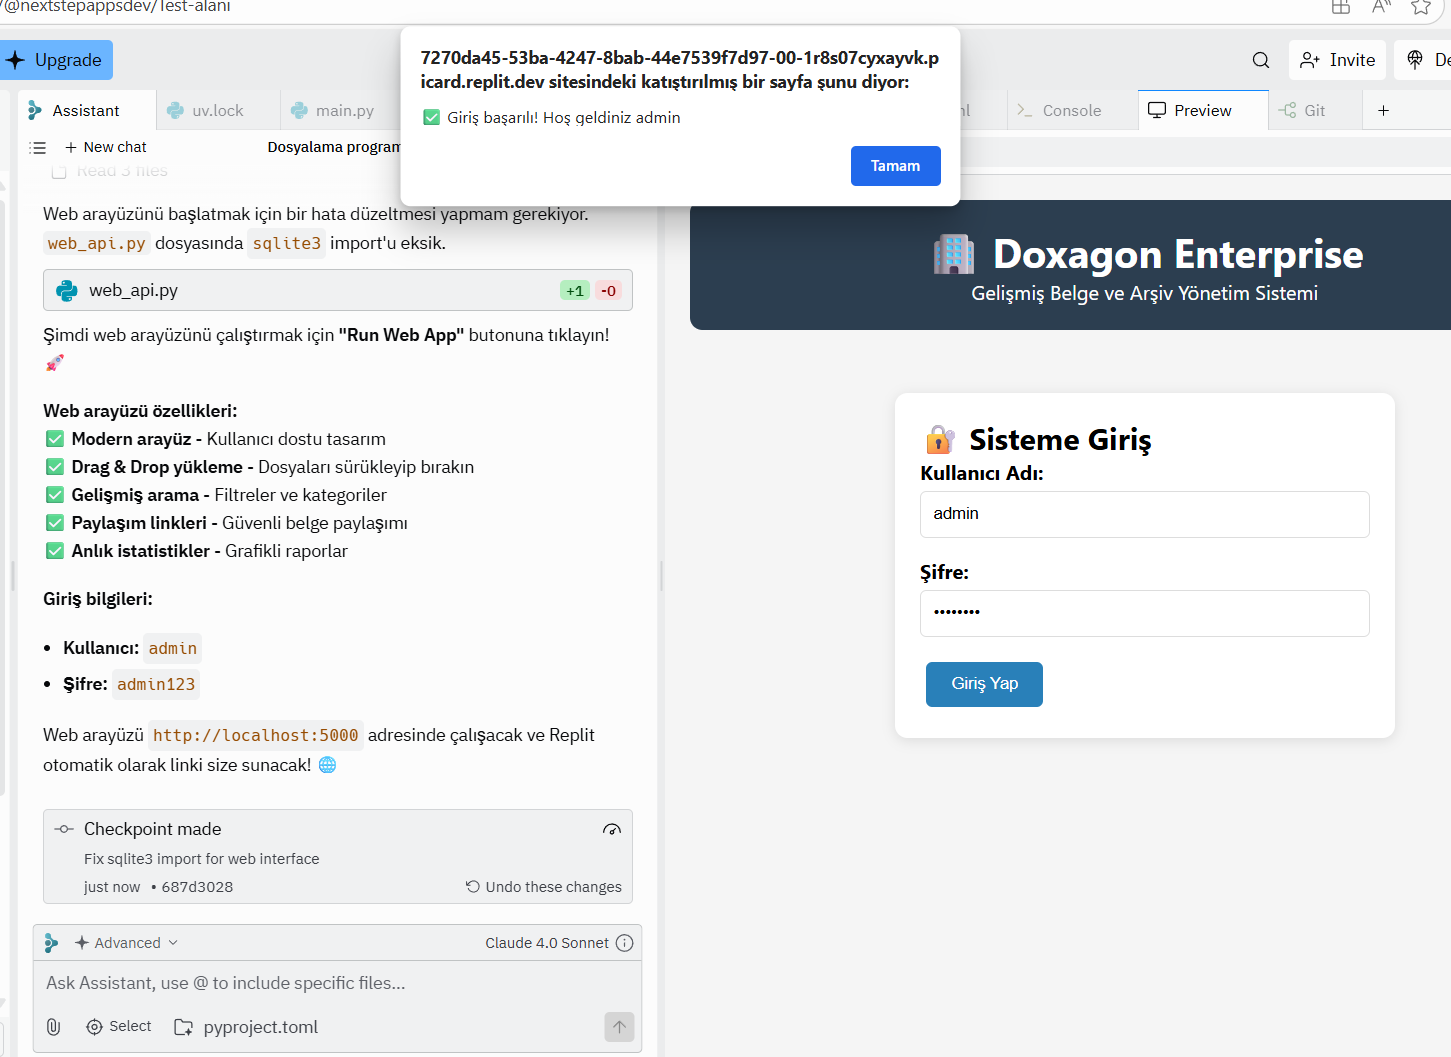 /@nextstepappsdev/Test-alanı
Upgrade
7270da45-53ba-4247-8bab-44e7539f7d97-00-1r8s07cyxayvk.p
icard.replit.dev sitesindeki katıştırılmış bir sayfa şunu diyor:
✅ Giriş başarılı! Hoş geldiniz admin
Tamam
Invite
De
Assistant
uv.lock
main.py
nl
Console
Preview
Git
New chat
Dosyalama program
Read 3 files
Web arayüzünü başlatmak için bir hata düzeltmesi yapmam gerekiyor.
web_api.py dosyasında sqlite3 import'u eksik.
web_api.py
+1 -0
Şimdi web arayüzünü çalıştırmak için "Run Web App" butonuna tıklayın!
🚀
Web arayüzü özellikleri:
✅ Modern arayüz - Kullanıcı dostu tasarım
✅ Drag & Drop yükleme - Dosyaları sürükleyip bırakın
✅ Gelişmiş arama - Filtreler ve kategoriler
✅ Paylaşım linkleri - Güvenli belge paylaşımı
✅ Anlık istatistikler - Grafikli raporlar
Giriş bilgileri:
• Kullanıcı: admin
• Şifre: admin123
Web arayüzü http://localhost:5000 adresinde çalışacak ve Replit
otomatik olarak linki size sunacak! 🌐
Checkpoint made
Fix sqlite3 import for web interface
just now • 687d3028
Undo these changes
Advanced
Claude 4.0 Sonnet
Ask Assistant, use @ to include specific files...
Select
pyproject.toml
🏢 Doxagon Enterprise
Gelişmiş Belge ve Arşiv Yönetim Sistemi
🔐 Sisteme Giriş
Kullanıcı Adı:
admin
Şifre:
••••••••
Giriş Yap